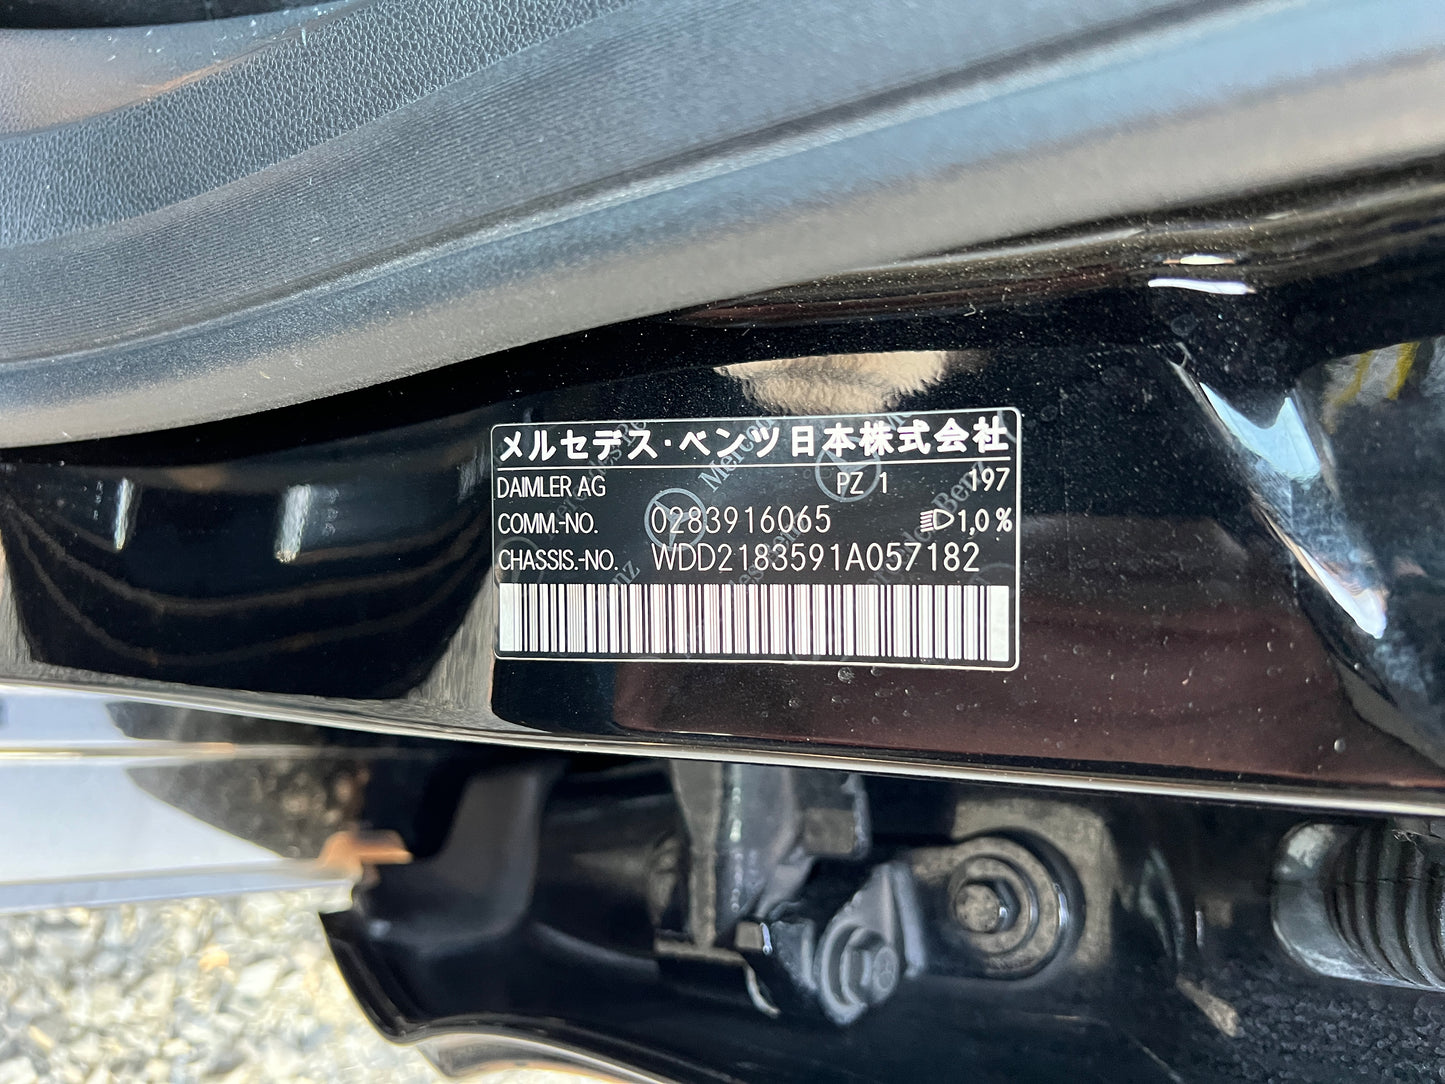 メルセデス・ベンツ日本株式会社
DAIMLER AG PZ 1 197
COMM.-NO. 0283916065 1,0 %
CHASSIS.-NO. WDD2183591A057182